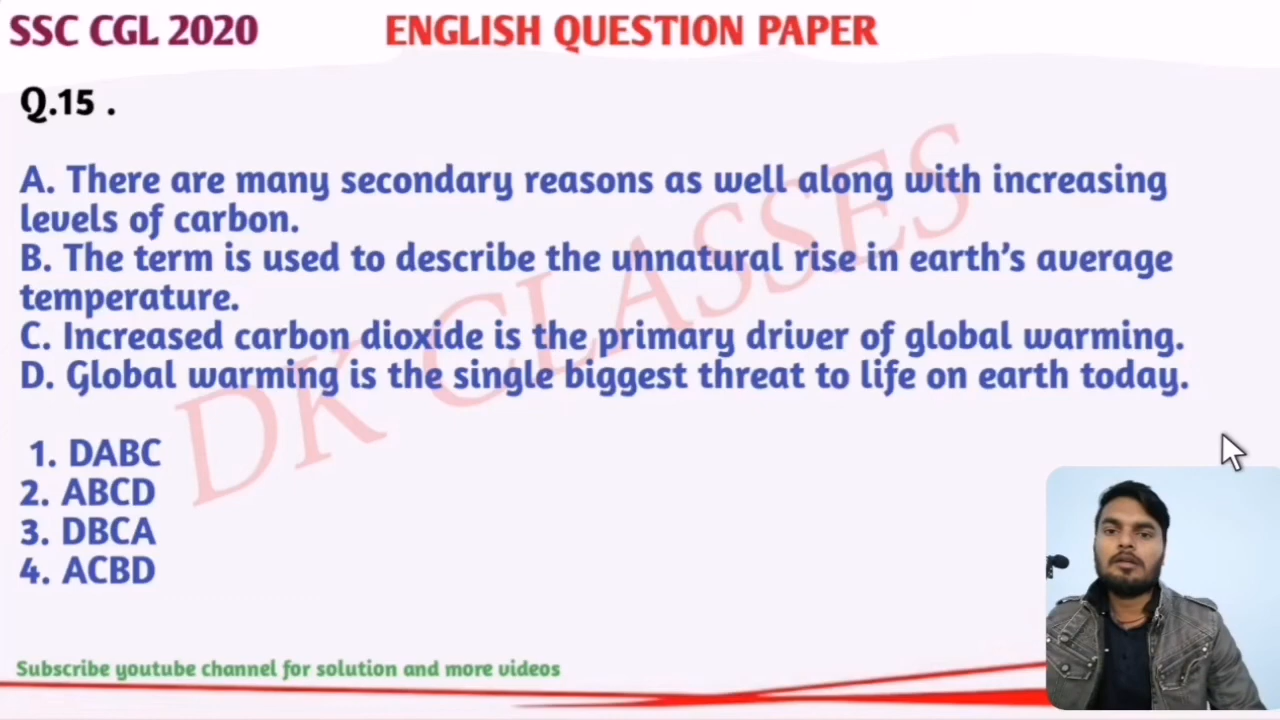 SSC CGL 2020 ENGLISH QUESTION PAPER
Q.15 .
A. There are many secondary reasons as well along with increasing
levels of carbon.
B. The term is used to describe the unnatural rise in earth’s average
temperature.
C. Increased carbon dioxide is the primary driver of global warming.
D. Global warming is the single biggest threat to life on earth today.
DK CLASSES
1. DABC
2. ABCD
3. DBCA
4. ACBD
Subscribe youtube channel for solution and more videos